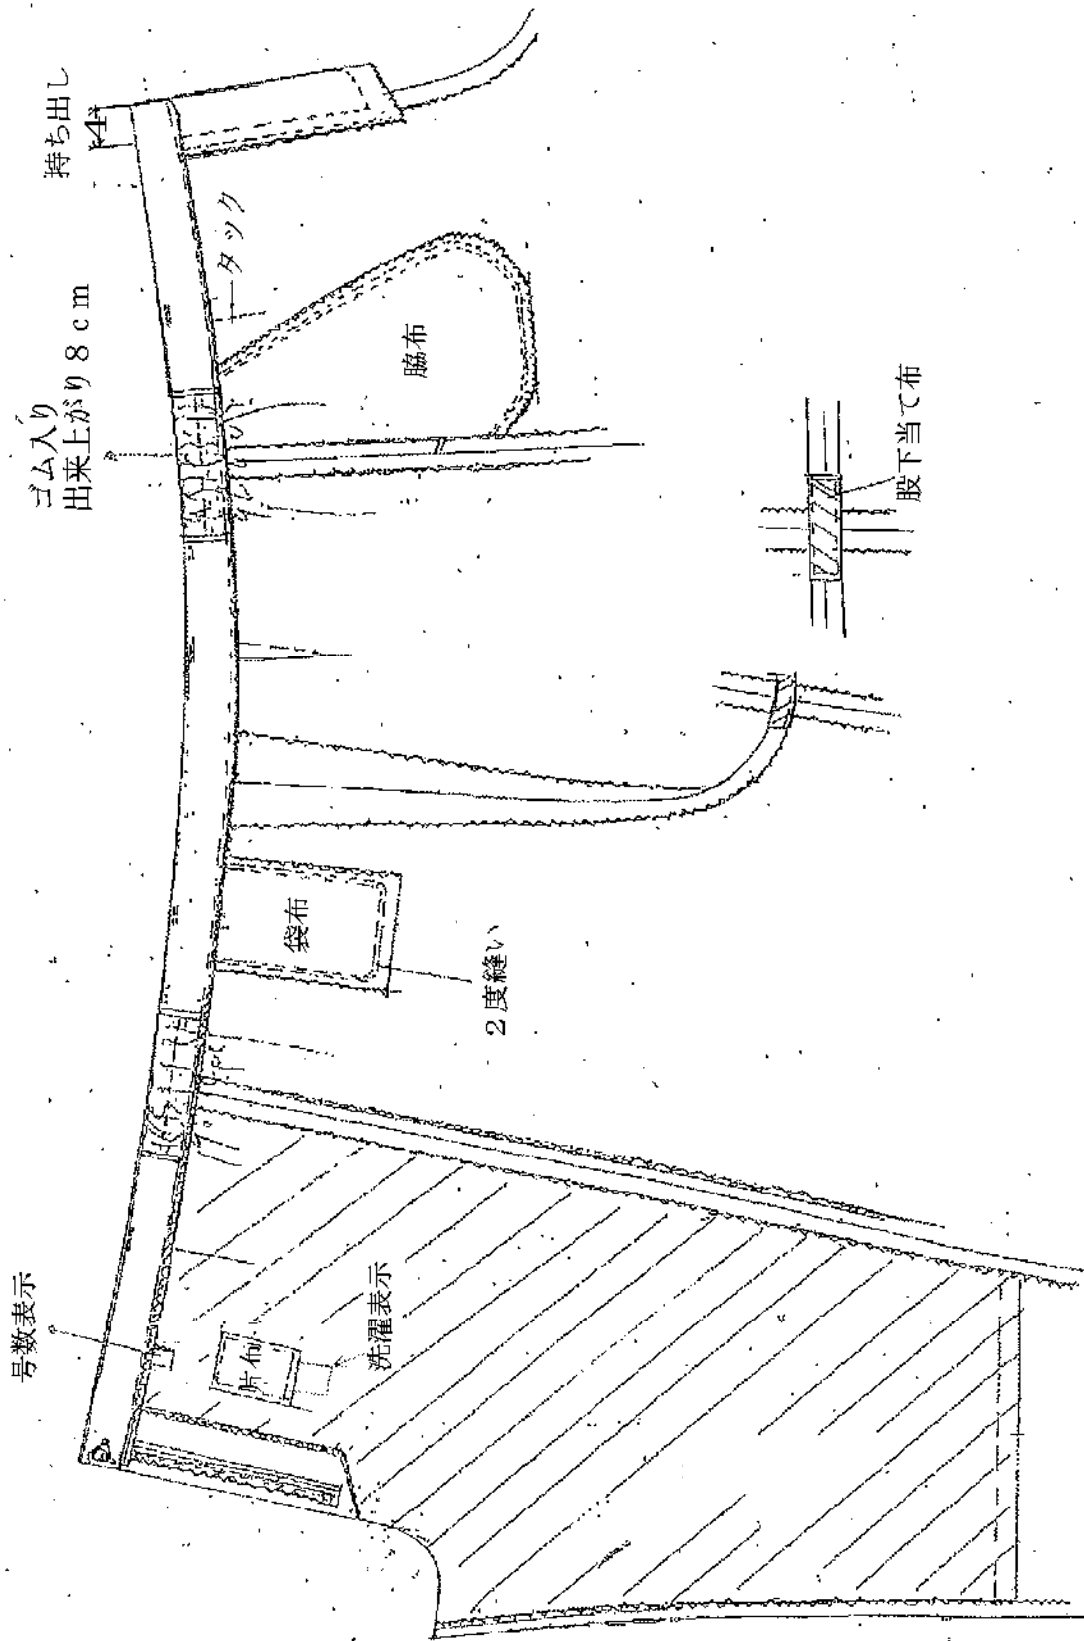 号数表示
ゴム入り
出来上がり8cm
持ち出し
4
タック
脇布
袋布
片布
洗濯表示
2度縫い
股下当て布